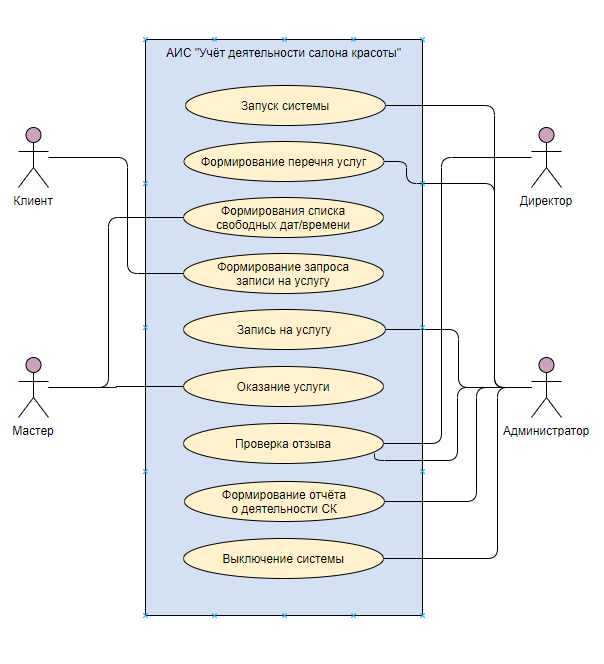 АИС "Учёт деятельности салона красоты"
Запуск системы
Формирование перечня услуг
Клиент
Директор
Формирования списка
свободных дат/времени
Формирование запроса
записи на услугу
Запись на услугу
Оказание услуги
Мастер
Администратор
Проверка отзыва
Формирование отчёта
о деятельности СК
Выключение системы